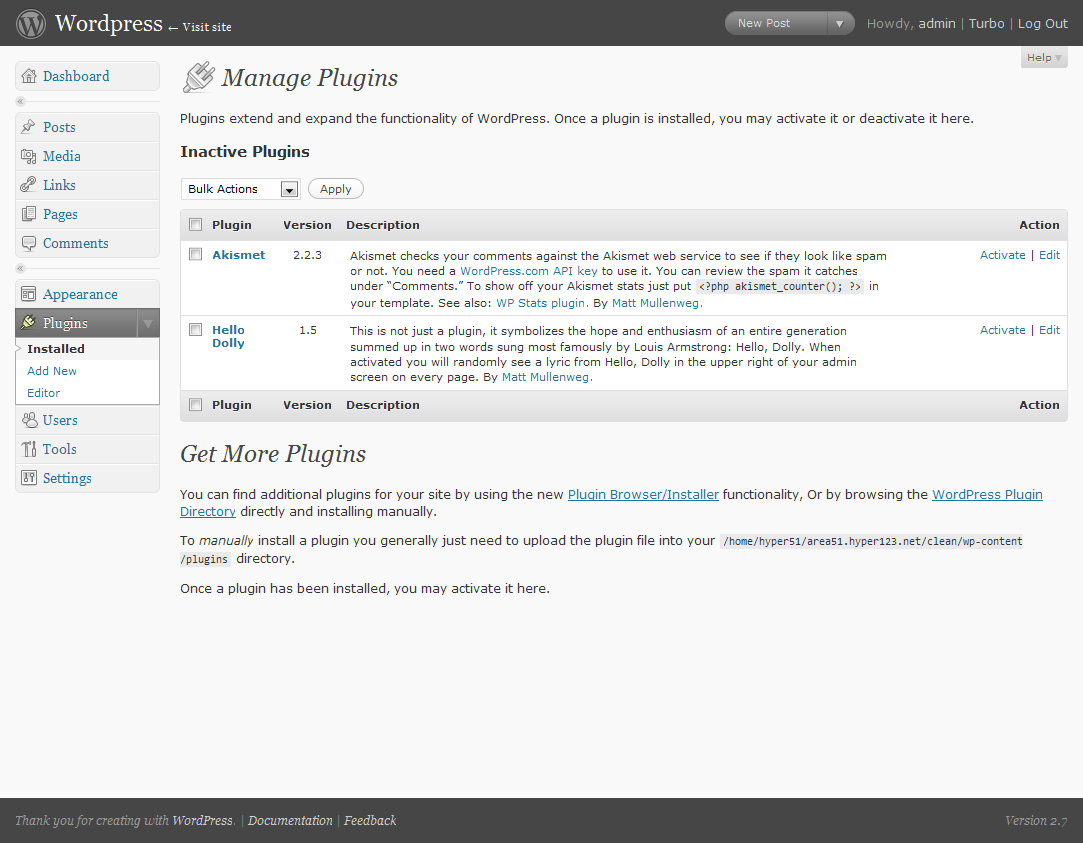 Wordpress ← Visit site
New Post
Howdy, admin | Turbo | Log Out
Help
Dashboard
Posts
Media
Links
Pages
Comments
Appearance
Plugins
Installed
Add New
Editor
Users
Tools
Settings
Manage Plugins
Plugins extend and expand the functionality of WordPress. Once a plugin is installed, you may activate it or deactivate it here.
Inactive Plugins
Bulk Actions
Apply
Plugin Version Description Action
Akismet 2.2.3 Akismet checks your comments against the Akismet web service to see if they look like spam Activate | Edit
or not. You need a WordPress.com API key to use it. You can review the spam it catches
under “Comments.” To show off your Akismet stats just put <?php akismet_counter(); ?> in
your template. See also: WP Stats plugin. By Matt Mullenweg.
Hello 1.5 This is not just a plugin, it symbolizes the hope and enthusiasm of an entire generation Activate | Edit
Dolly summed up in two words sung most famously by Louis Armstrong: Hello, Dolly. When
activated you will randomly see a lyric from Hello, Dolly in the upper right of your admin
screen on every page. By Matt Mullenweg.
Plugin Version Description Action
Get More Plugins
You can find additional plugins for your site by using the new Plugin Browser/Installer functionality, Or by browsing the WordPress Plugin
Directory directly and installing manually.
To manually install a plugin you generally just need to upload the plugin file into your /home/hyper51/area51.hyper123.net/clean/wp-content
/plugins directory.
Once a plugin has been installed, you may activate it here.
Thank you for creating with WordPress. | Documentation | Feedback
Version 2.7